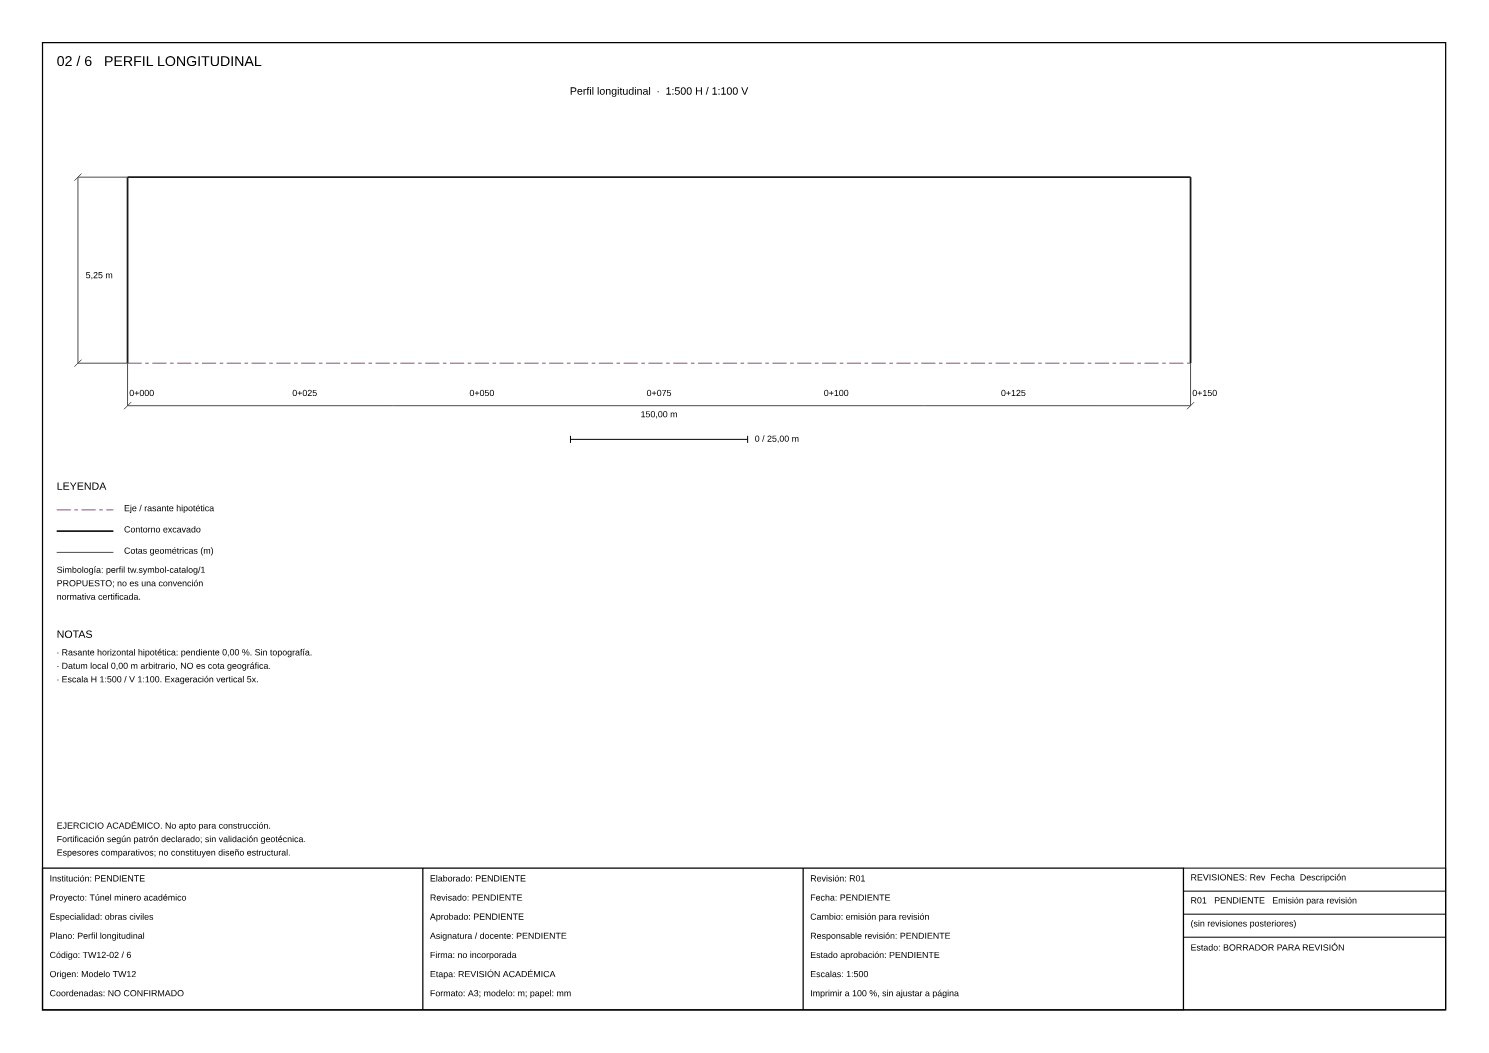 02 / 6   PERFIL LONGITUDINAL
Perfil longitudinal  ·  1:500 H / 1:100 V
5,25 m
0+000
0+025
0+050
0+075
0+100
0+125
0+150
150,00 m
0 / 25,00 m
LEYENDA
Eje / rasante hipotética
Contorno excavado
Cotas geométricas (m)
Simbología: perfil tw.symbol-catalog/1
PROPUESTO; no es una convención
normativa certificada.
NOTAS
· Rasante horizontal hipotética: pendiente 0,00 %. Sin topografía.
· Datum local 0,00 m arbitrario, NO es cota geográfica.
· Escala H 1:500 / V 1:100. Exageración vertical 5x.
EJERCICIO ACADÉMICO. No apto para construcción.
Fortificación según patrón declarado; sin validación geotécnica.
Espesores comparativos; no constituyen diseño estructural.
Institución: PENDIENTE
Proyecto: Túnel minero académico
Especialidad: obras civiles
Plano: Perfil longitudinal
Código: TW12-02 / 6
Origen: Modelo TW12
Coordenadas: NO CONFIRMADO
Elaborado: PENDIENTE
Revisado: PENDIENTE
Aprobado: PENDIENTE
Asignatura / docente: PENDIENTE
Firma: no incorporada
Etapa: REVISIÓN ACADÉMICA
Formato: A3; modelo: m; papel: mm
Revisión: R01
Fecha: PENDIENTE
Cambio: emisión para revisión
Responsable revisión: PENDIENTE
Estado aprobación: PENDIENTE
Escalas: 1:500
Imprimir a 100 %, sin ajustar a página
REVISIONES: Rev  Fecha  Descripción
R01   PENDIENTE   Emisión para revisión
(sin revisiones posteriores)
Estado: BORRADOR PARA REVISIÓN